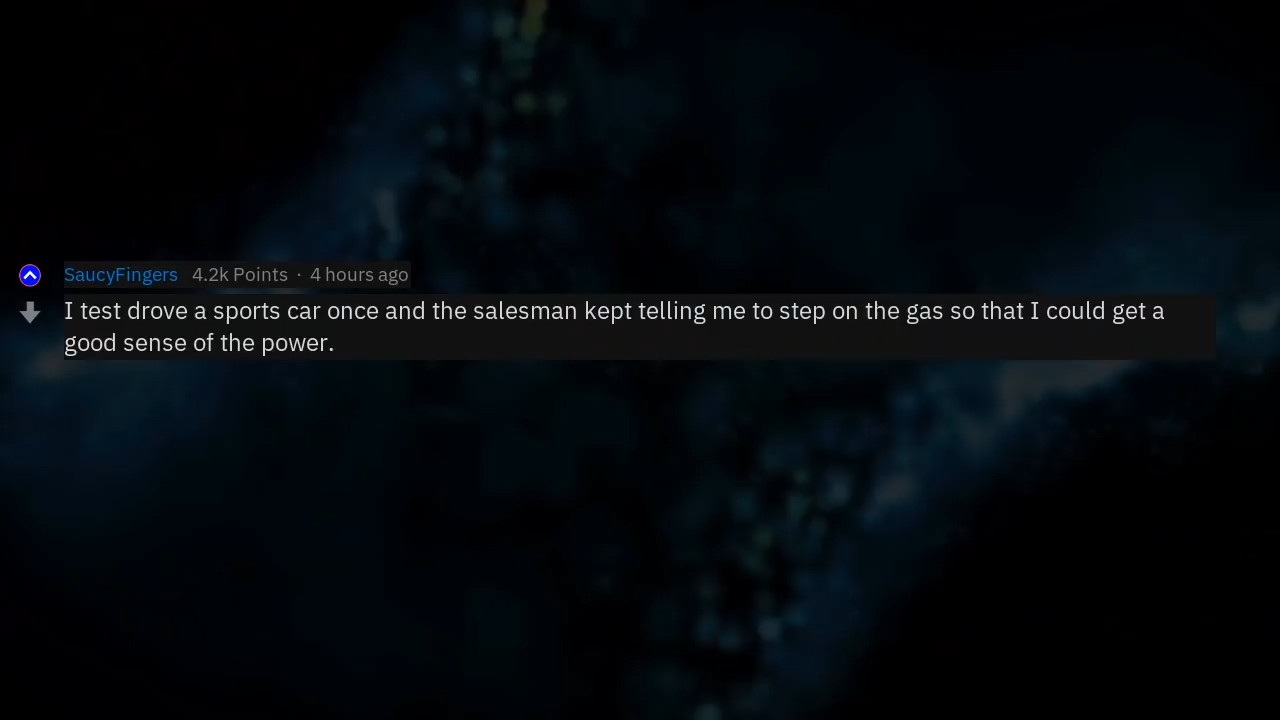 SaucyFingers 4.2k Points · 4 hours ago
I test drove a sports car once and the salesman kept telling me to step on the gas so that I could get a
good sense of the power.